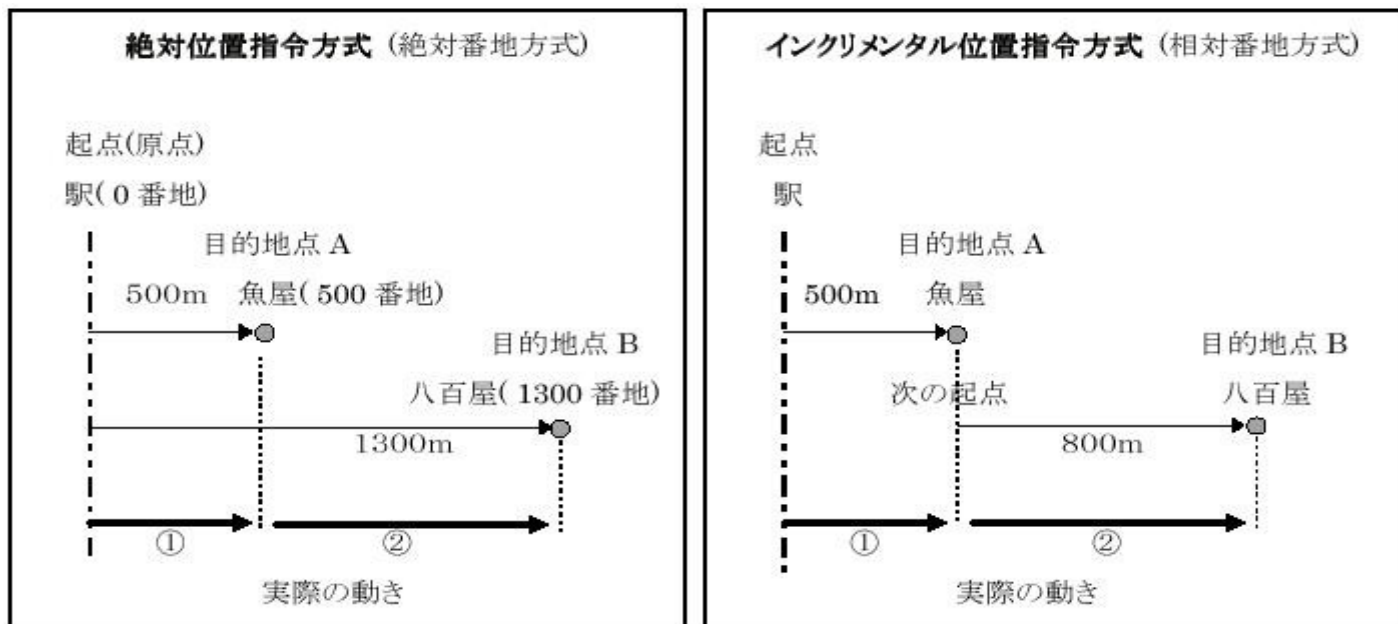 絶対位置指令方式 (絶対番地方式)
起点(原点)
駅( 0 番地)
目的地点 A
500m 魚屋( 500 番地)
目的地点 B
八百屋( 1300 番地)
1300m
① ②
実際の動き
インクリメンタル位置指令方式 (相対番地方式)
起点
駅
目的地点 A
500m 魚屋
目的地点 B
次の起点 八百屋
800m
① ②
実際の動き